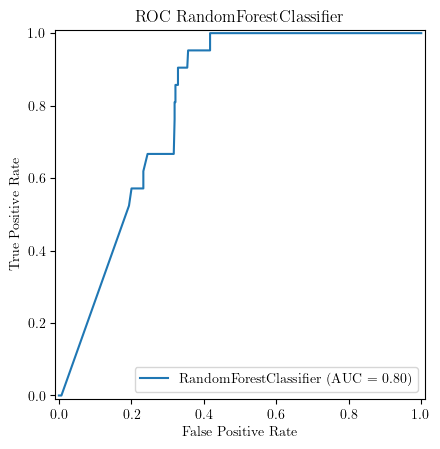 ROC RandomForestClassifier
1.0
0.8
0.6
0.4
0.2
0.0
True Positive Rate
RandomForestClassifier (AUC = 0.80)
0.0 0.2 0.4 0.6 0.8 1.0
False Positive Rate